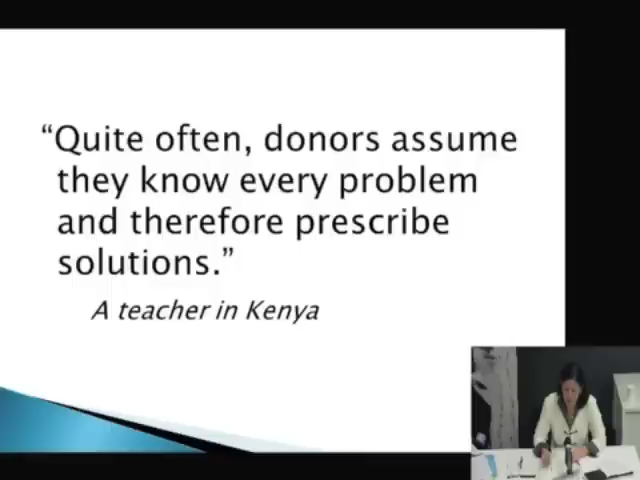 “Quite often, donors assume
they know every problem
and therefore prescribe
solutions.”
A teacher in Kenya